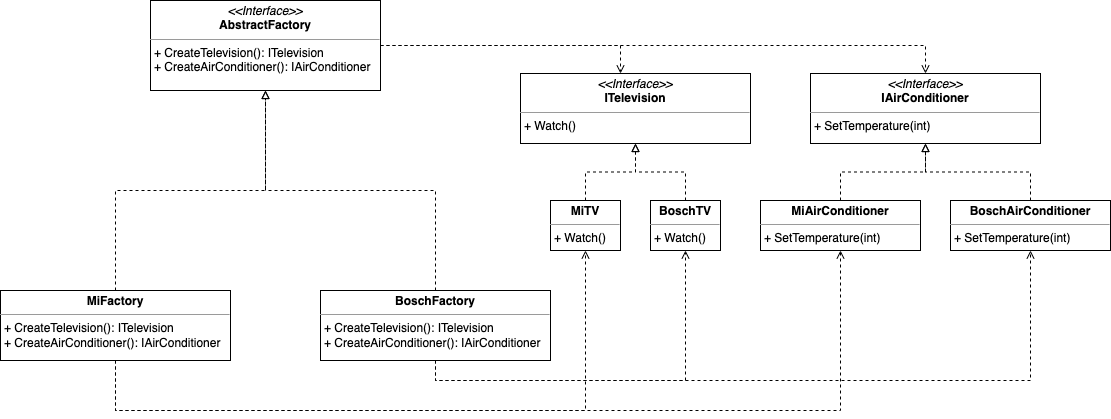 <<Interface>>
AbstractFactory
+ CreateTelevision(): ITelevision
+ CreateAirConditioner(): IAirConditioner
<<Interface>>
ITelevision
+ Watch()
<<Interface>>
IAirConditioner
+ SetTemperature(int)
MiTV
+ Watch()
BoschTV
+ Watch()
MiAirConditioner
+ SetTemperature(int)
BoschAirConditioner
+ SetTemperature(int)
MiFactory
+ CreateTelevision(): ITelevision
+ CreateAirConditioner(): IAirConditioner
BoschFactory
+ CreateTelevision(): ITelevision
+ CreateAirConditioner(): IAirConditioner